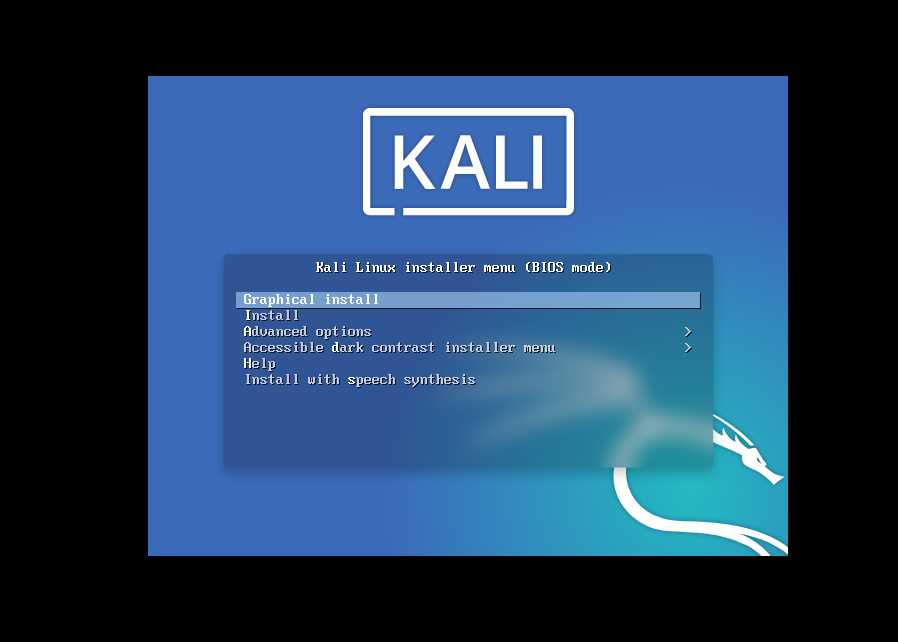 KALI
Kali Linux installer menu (BIOS mode)
Graphical install
Install
Advanced options >
Accessible dark contrast installer menu >
Help
Install with speech synthesis